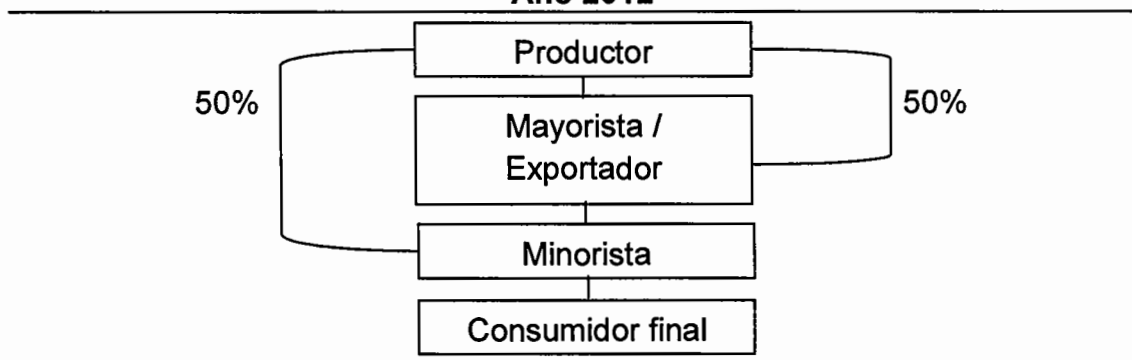 Productor
50%
50%
Mayorista /
Exportador
Minorista
Consumidor final